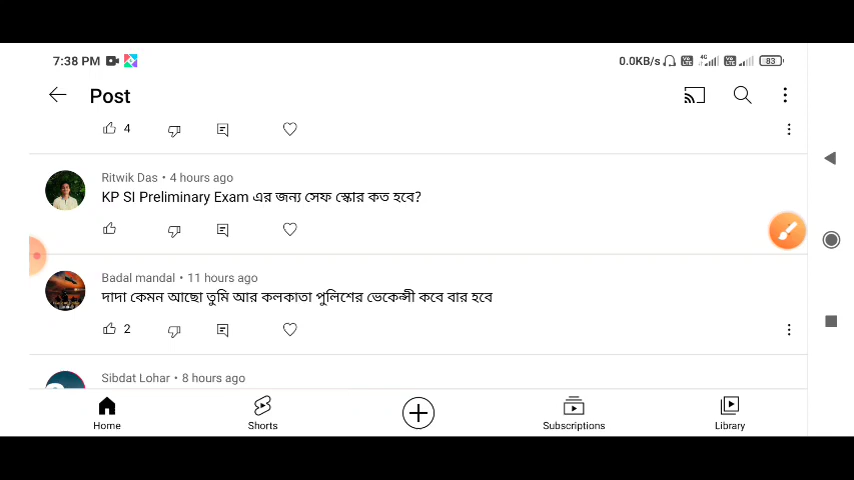 7:38 PM
0.0KB/s 4G 83
Post
4
Ritwik Das • 4 hours ago
KP SI Preliminary Exam এর জন্য সেফ স্কোর কত হবে?
Badal mandal • 11 hours ago
দাদা কেমন আছো তুমি আর কলকাতা পুলিশের ভেকেন্সী কবে বার হবে
2
Sibdat Lohar • 8 hours ago
Home Shorts Subscriptions Library